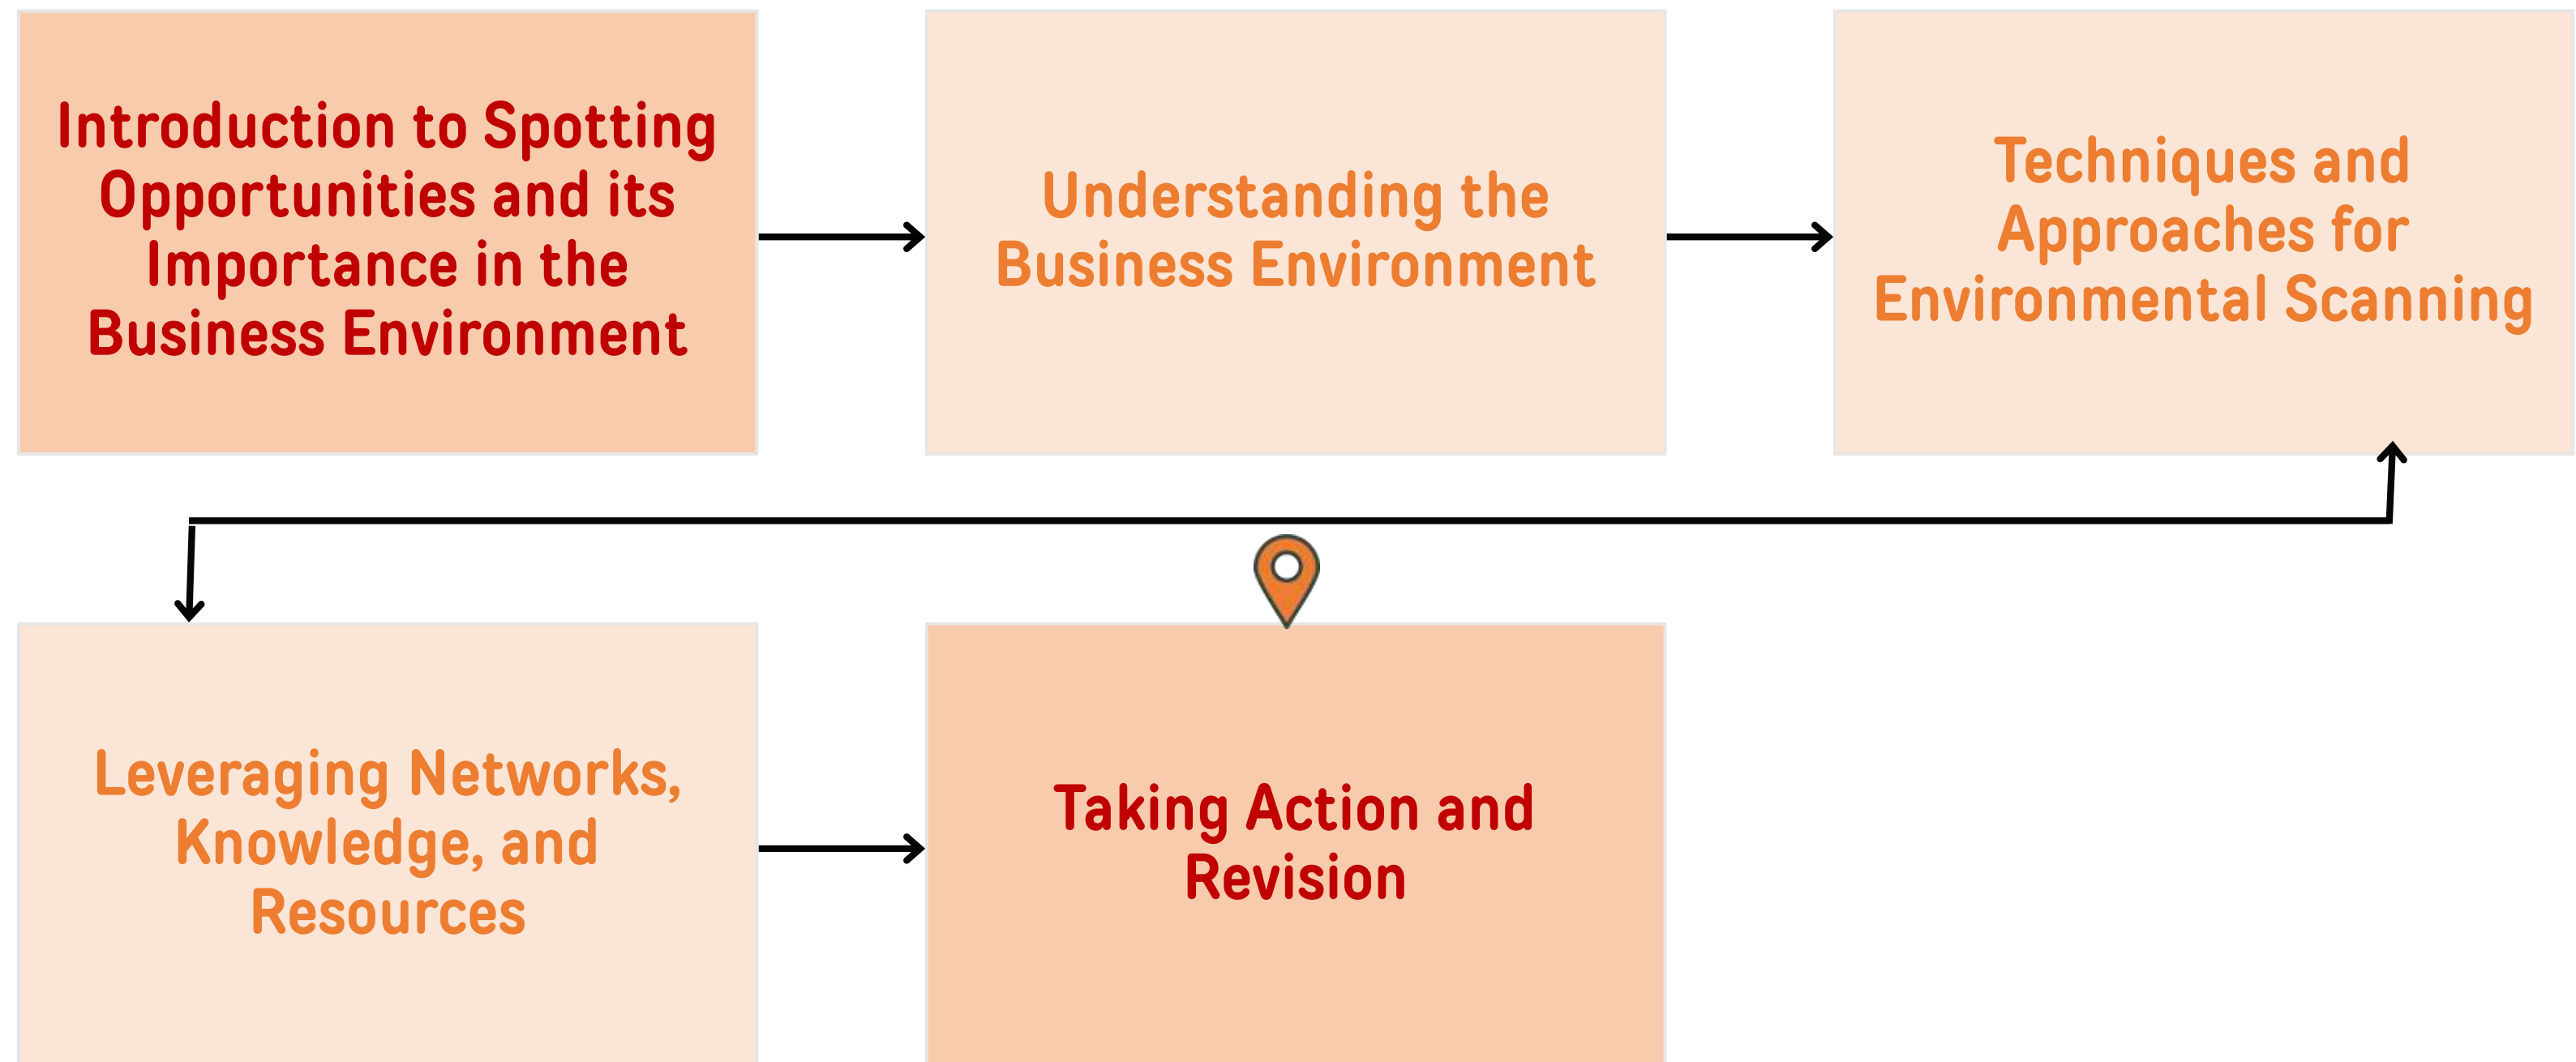 Introduction to Spotting
Opportunities and its
Importance in the
Business Environment
Understanding the
Business Environment
Techniques and
Approaches for
Environmental Scanning
Leveraging Networks,
Knowledge, and
Resources
Taking Action and
Revision